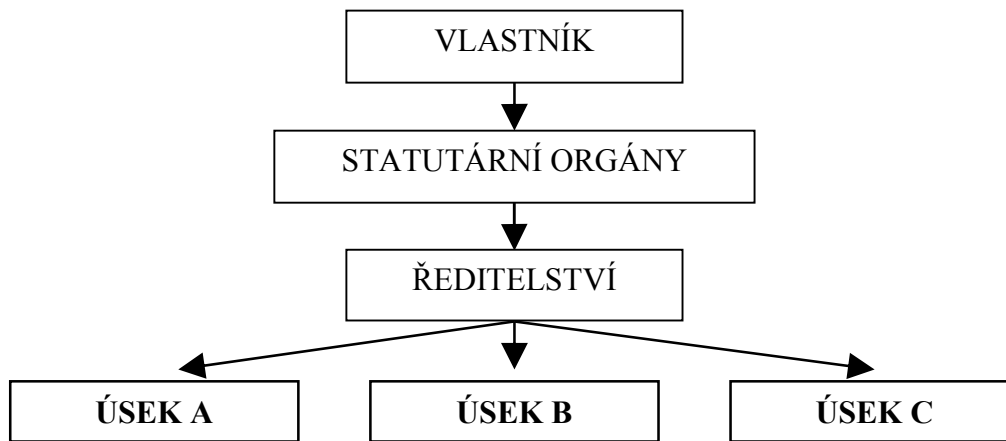 VLASTNÍK
STATUTÁRNÍ ORGÁNY
ŘEDITELSTVÍ
ÚSEK A
ÚSEK B
ÚSEK C